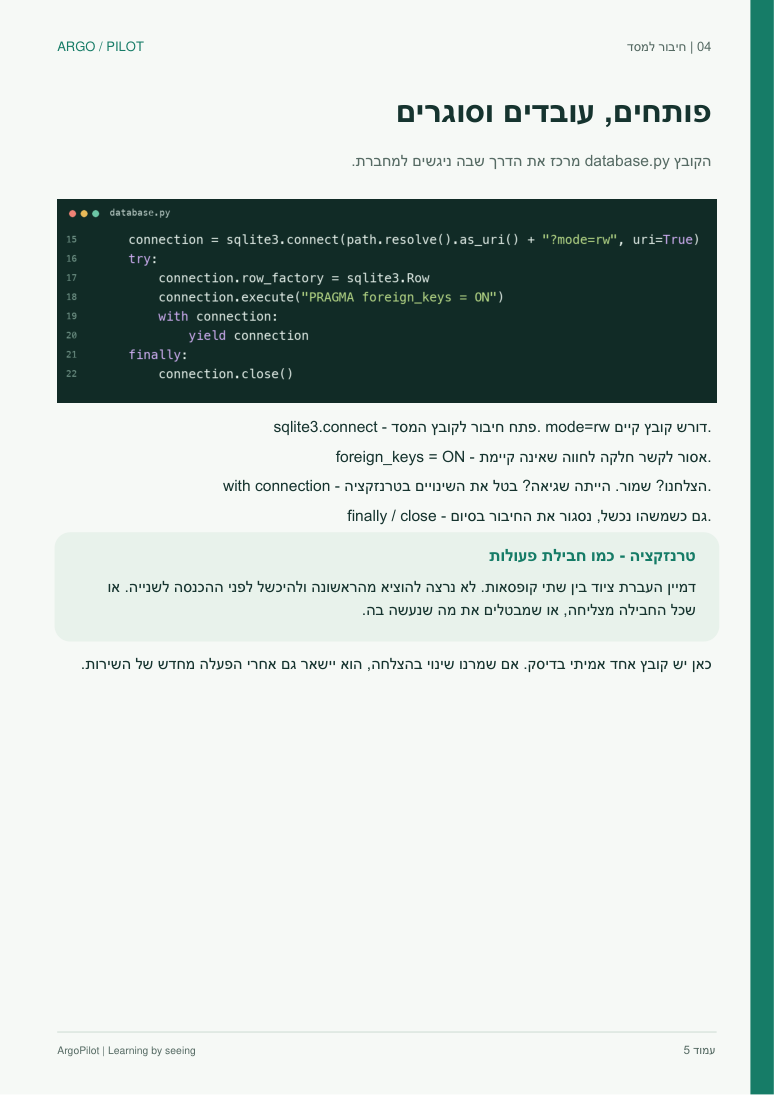 04 | חיבור למסד
ARGO / PILOT
פותחים, עובדים וסוגרים
הקובץ database.py מרכז את הדרך שבה ניגשים למחברת.
database.py
15 connection = sqlite3.connect(path.resolve().as_uri() + "?mode=rw", uri=True)
16 try:
17 connection.row_factory = sqlite3.Row
18 connection.execute("PRAGMA foreign_keys = ON")
19 with connection:
20 yield connection
21 finally:
22 connection.close()
sqlite3.connect - פתח חיבור לקובץ המסד. mode=rw דורש קובץ קיים.
foreign_keys = ON - אסור לקשר חלקה לחווה שאינה קיימת.
with connection - הצלחנו? שמור. הייתה שגיאה? בטל את השינויים בטרנזקציה.
finally / close - גם כשמשהו נכשל, נסגור את החיבור בסיום.
טרנזקציה - כמו חבילת פעולות
דמיין העברת ציוד בין שתי קופסאות. לא נרצה להוציא מהראשונה ולהיכשל לפני ההכנסה לשנייה. או
שכל החבילה מצליחה, או שמבטלים את מה שנעשה בה.
כאן יש קובץ אחד אמיתי בדיסק. אם שמרנו שינוי בהצלחה, הוא יישאר גם אחרי הפעלה מחדש של השירות.
עמוד 5
ArgoPilot | Learning by seeing